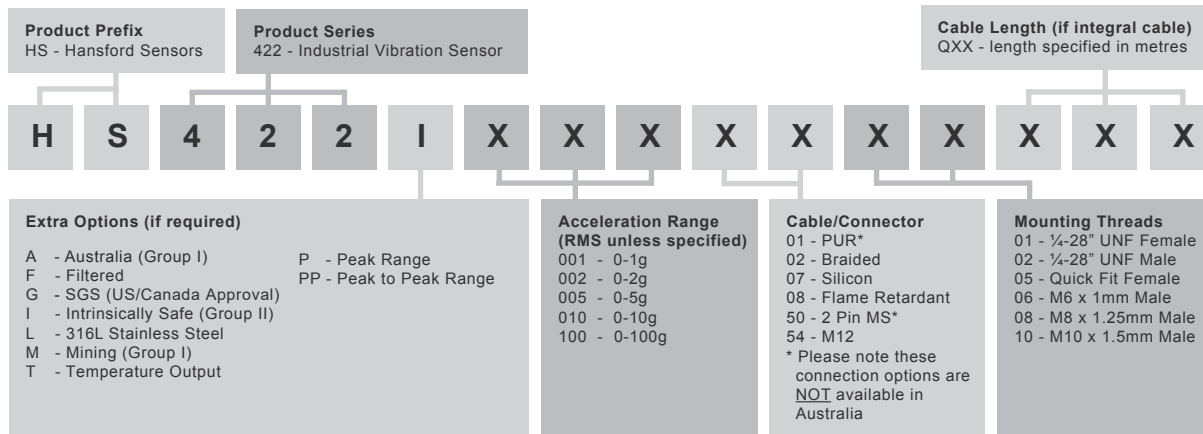 Product Prefix
HS - Hansford Sensors
Product Series
422 - Industrial Vibration Sensor
Cable Length (if integral cable)
QXX - length specified in metres
H S 4 2 2 I X X X X X X X X X X
Extra Options (if required)
A - Australia (Group I)
F - Filtered
G - SGS (US/Canada Approval)
I - Intrinsically Safe (Group II)
L - 316L Stainless Steel
M - Mining (Group I)
T - Temperature Output
P - Peak Range
PP - Peak to Peak Range
Acceleration Range
(RMS unless specified)
001 - 0-1g
002 - 0-2g
005 - 0-5g
010 - 0-10g
100 - 0-100g
Cable/Connector
01 - PUR*
02 - Braided
07 - Silicon
08 - Flame Retardant
50 - 2 Pin MS*
54 - M12
* Please note these
connection options are
NOT available in
Australia
Mounting Threads
01 - ¼-28” UNF Female
02 - ¼-28” UNF Male
05 - Quick Fit Female
06 - M6 x 1mm Male
08 - M8 x 1.25mm Male
10 - M10 x 1.5mm Male